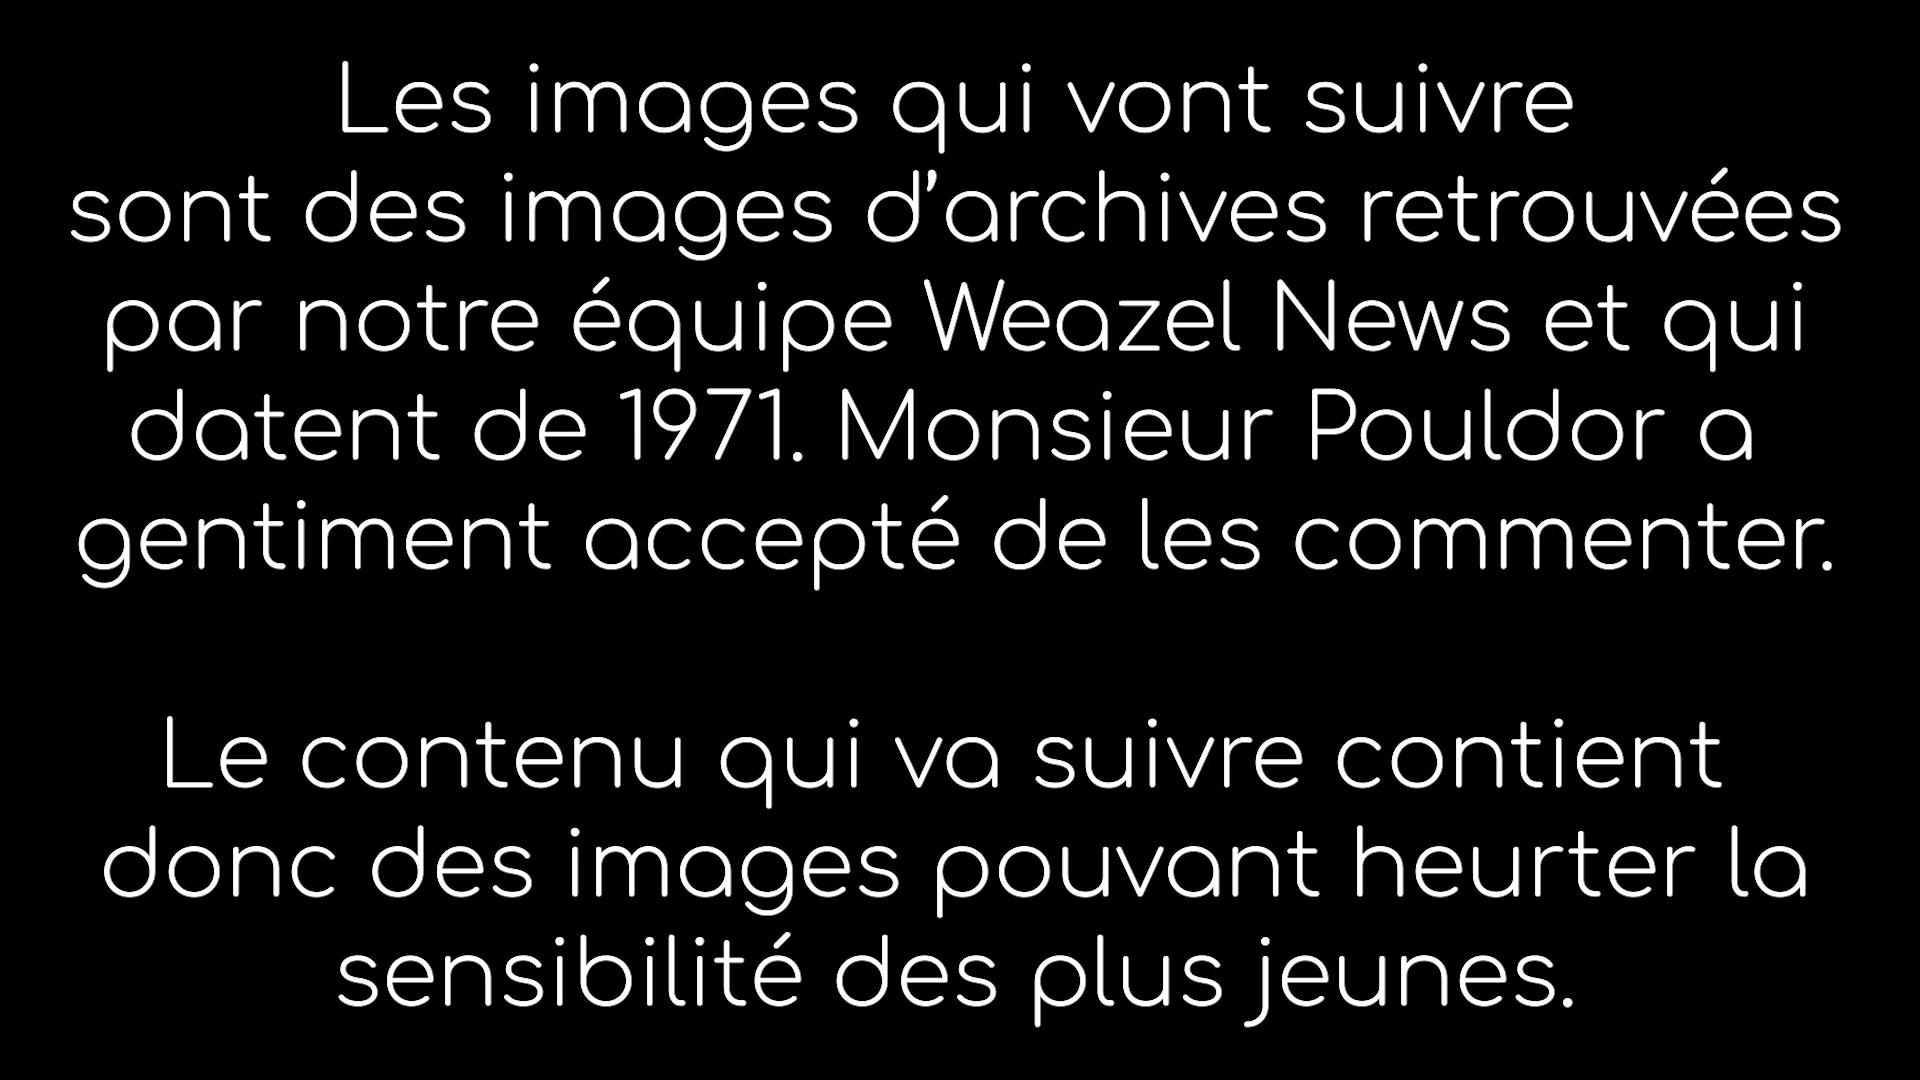 Les images qui vont suivre
sont des images d’archives retrouvées
par notre équipe Weazel News et qui
datent de 1971. Monsieur Pouldor a
gentiment accepté de les commenter.
Le contenu qui va suivre contient
donc des images pouvant heurter la
sensibilité des plus jeunes.